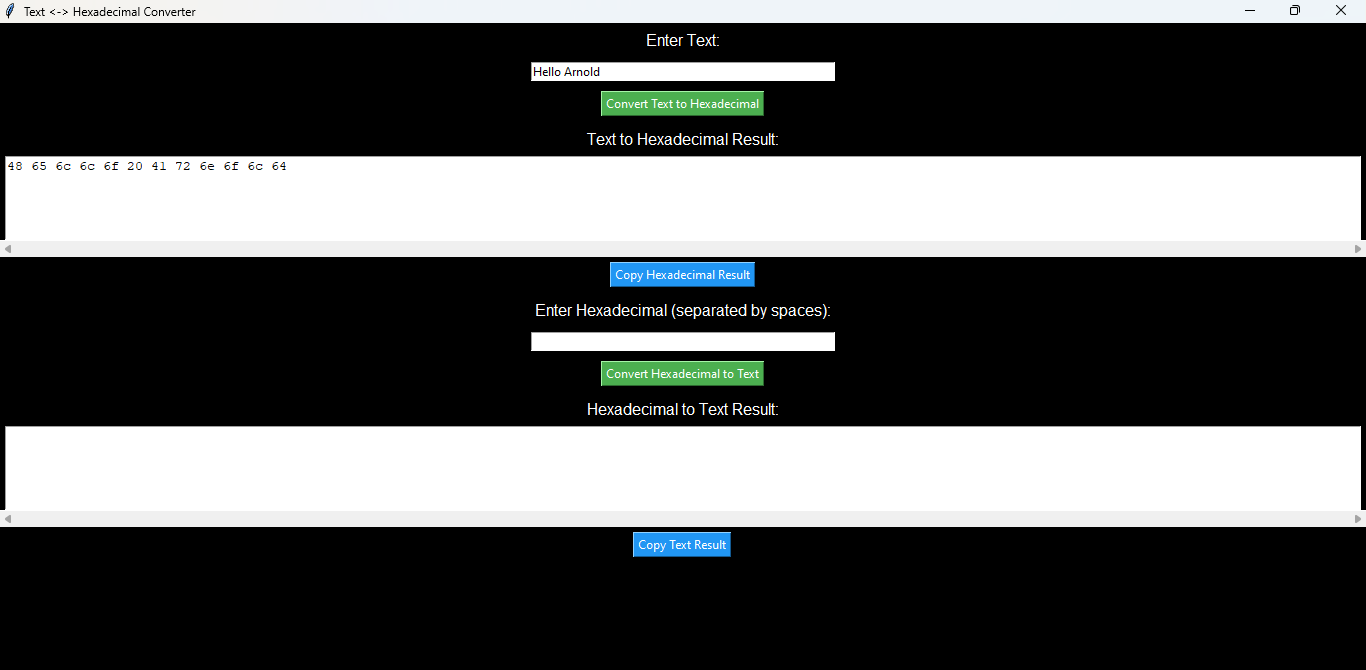 Text <-> Hexadecimal Converter
Enter Text:
Hello Arnold
Convert Text to Hexadecimal
Text to Hexadecimal Result:
48 65 6c 6c 6f 20 41 72 6e 6f 6c 64
Copy Hexadecimal Result
Enter Hexadecimal (separated by spaces):
Convert Hexadecimal to Text
Hexadecimal to Text Result:
Copy Text Result